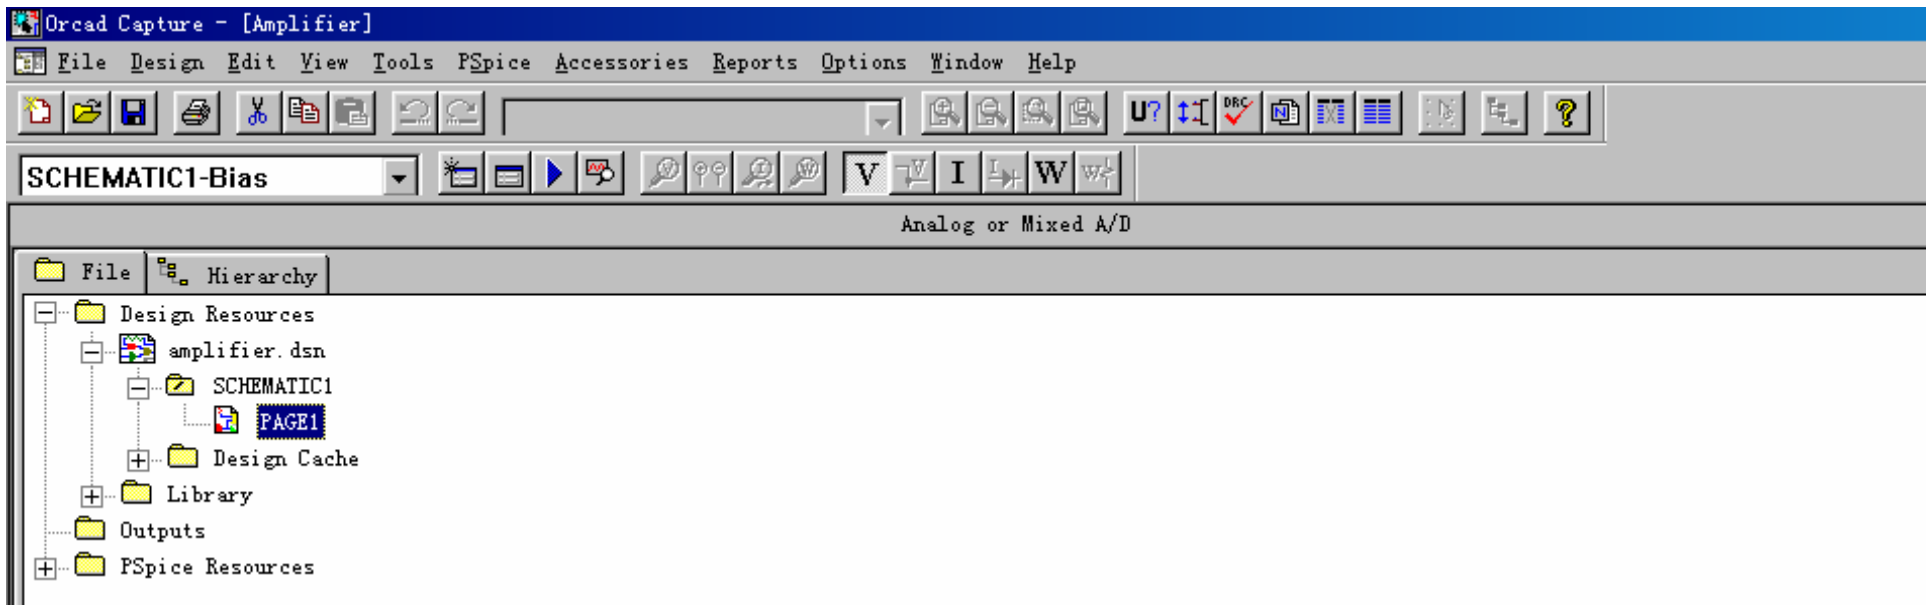 Orcad Capture - [Amplifier]
File Design Edit View Tools PSpice Accessories Reports Options Window Help
U? DRC N ?
SCHEMATIC1-Bias V V I I W W
Analog or Mixed A/D
File Hierarchy
Design Resources
amplifier.dsn
SCHEMATIC1
PAGE1
Design Cache
Library
Outputs
PSpice Resources